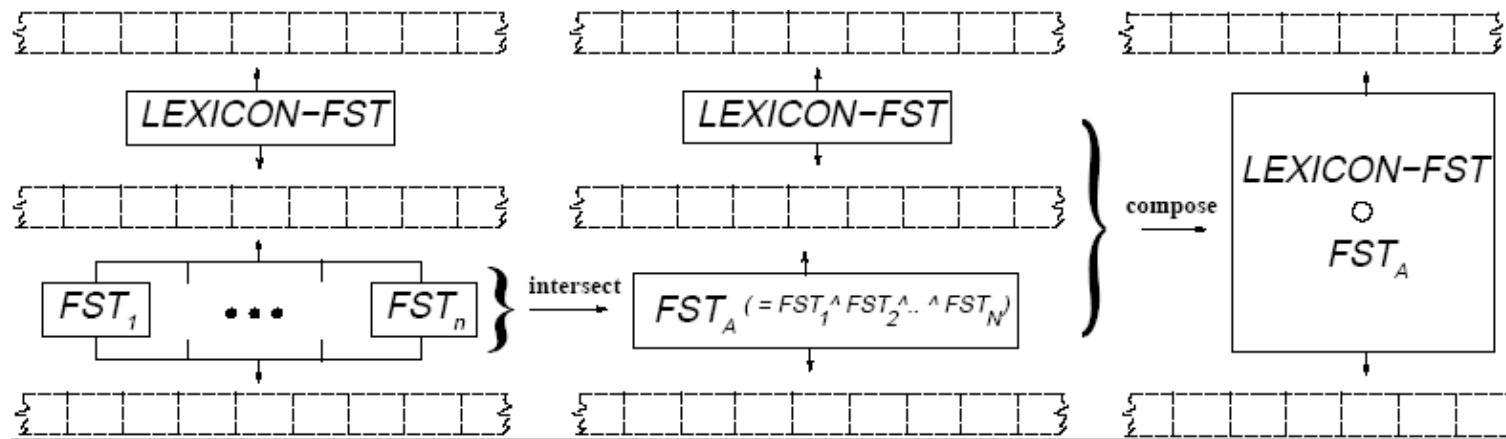 LEXICON-FST
FST1 ••• FSTn
intersect
LEXICON-FST
FSTA (= FST1 ^ FST2 ^.. ^ FSTN)
compose
LEXICON-FST
○
FSTA